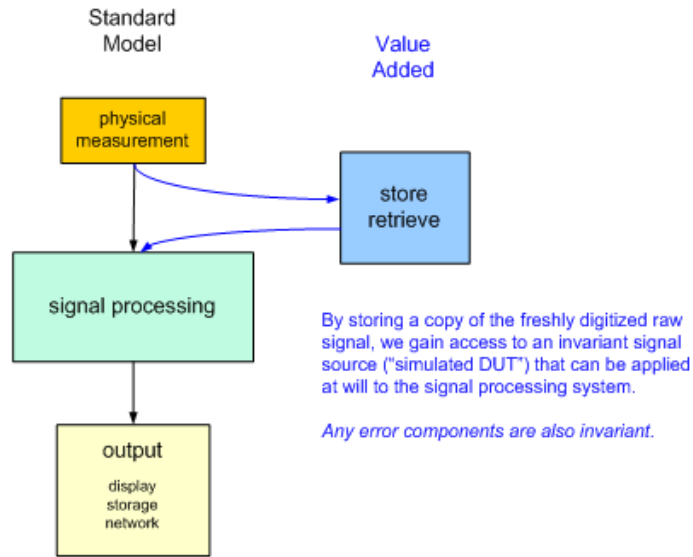 Standard
Model
Value
Added
physical
measurement
store
retrieve
signal processing
By storing a copy of the freshly digitized raw
signal, we gain access to an invariant signal
source ("simulated DUT") that can be applied
at will to the signal processing system.
Any error components are also invariant.
output
display
storage
network